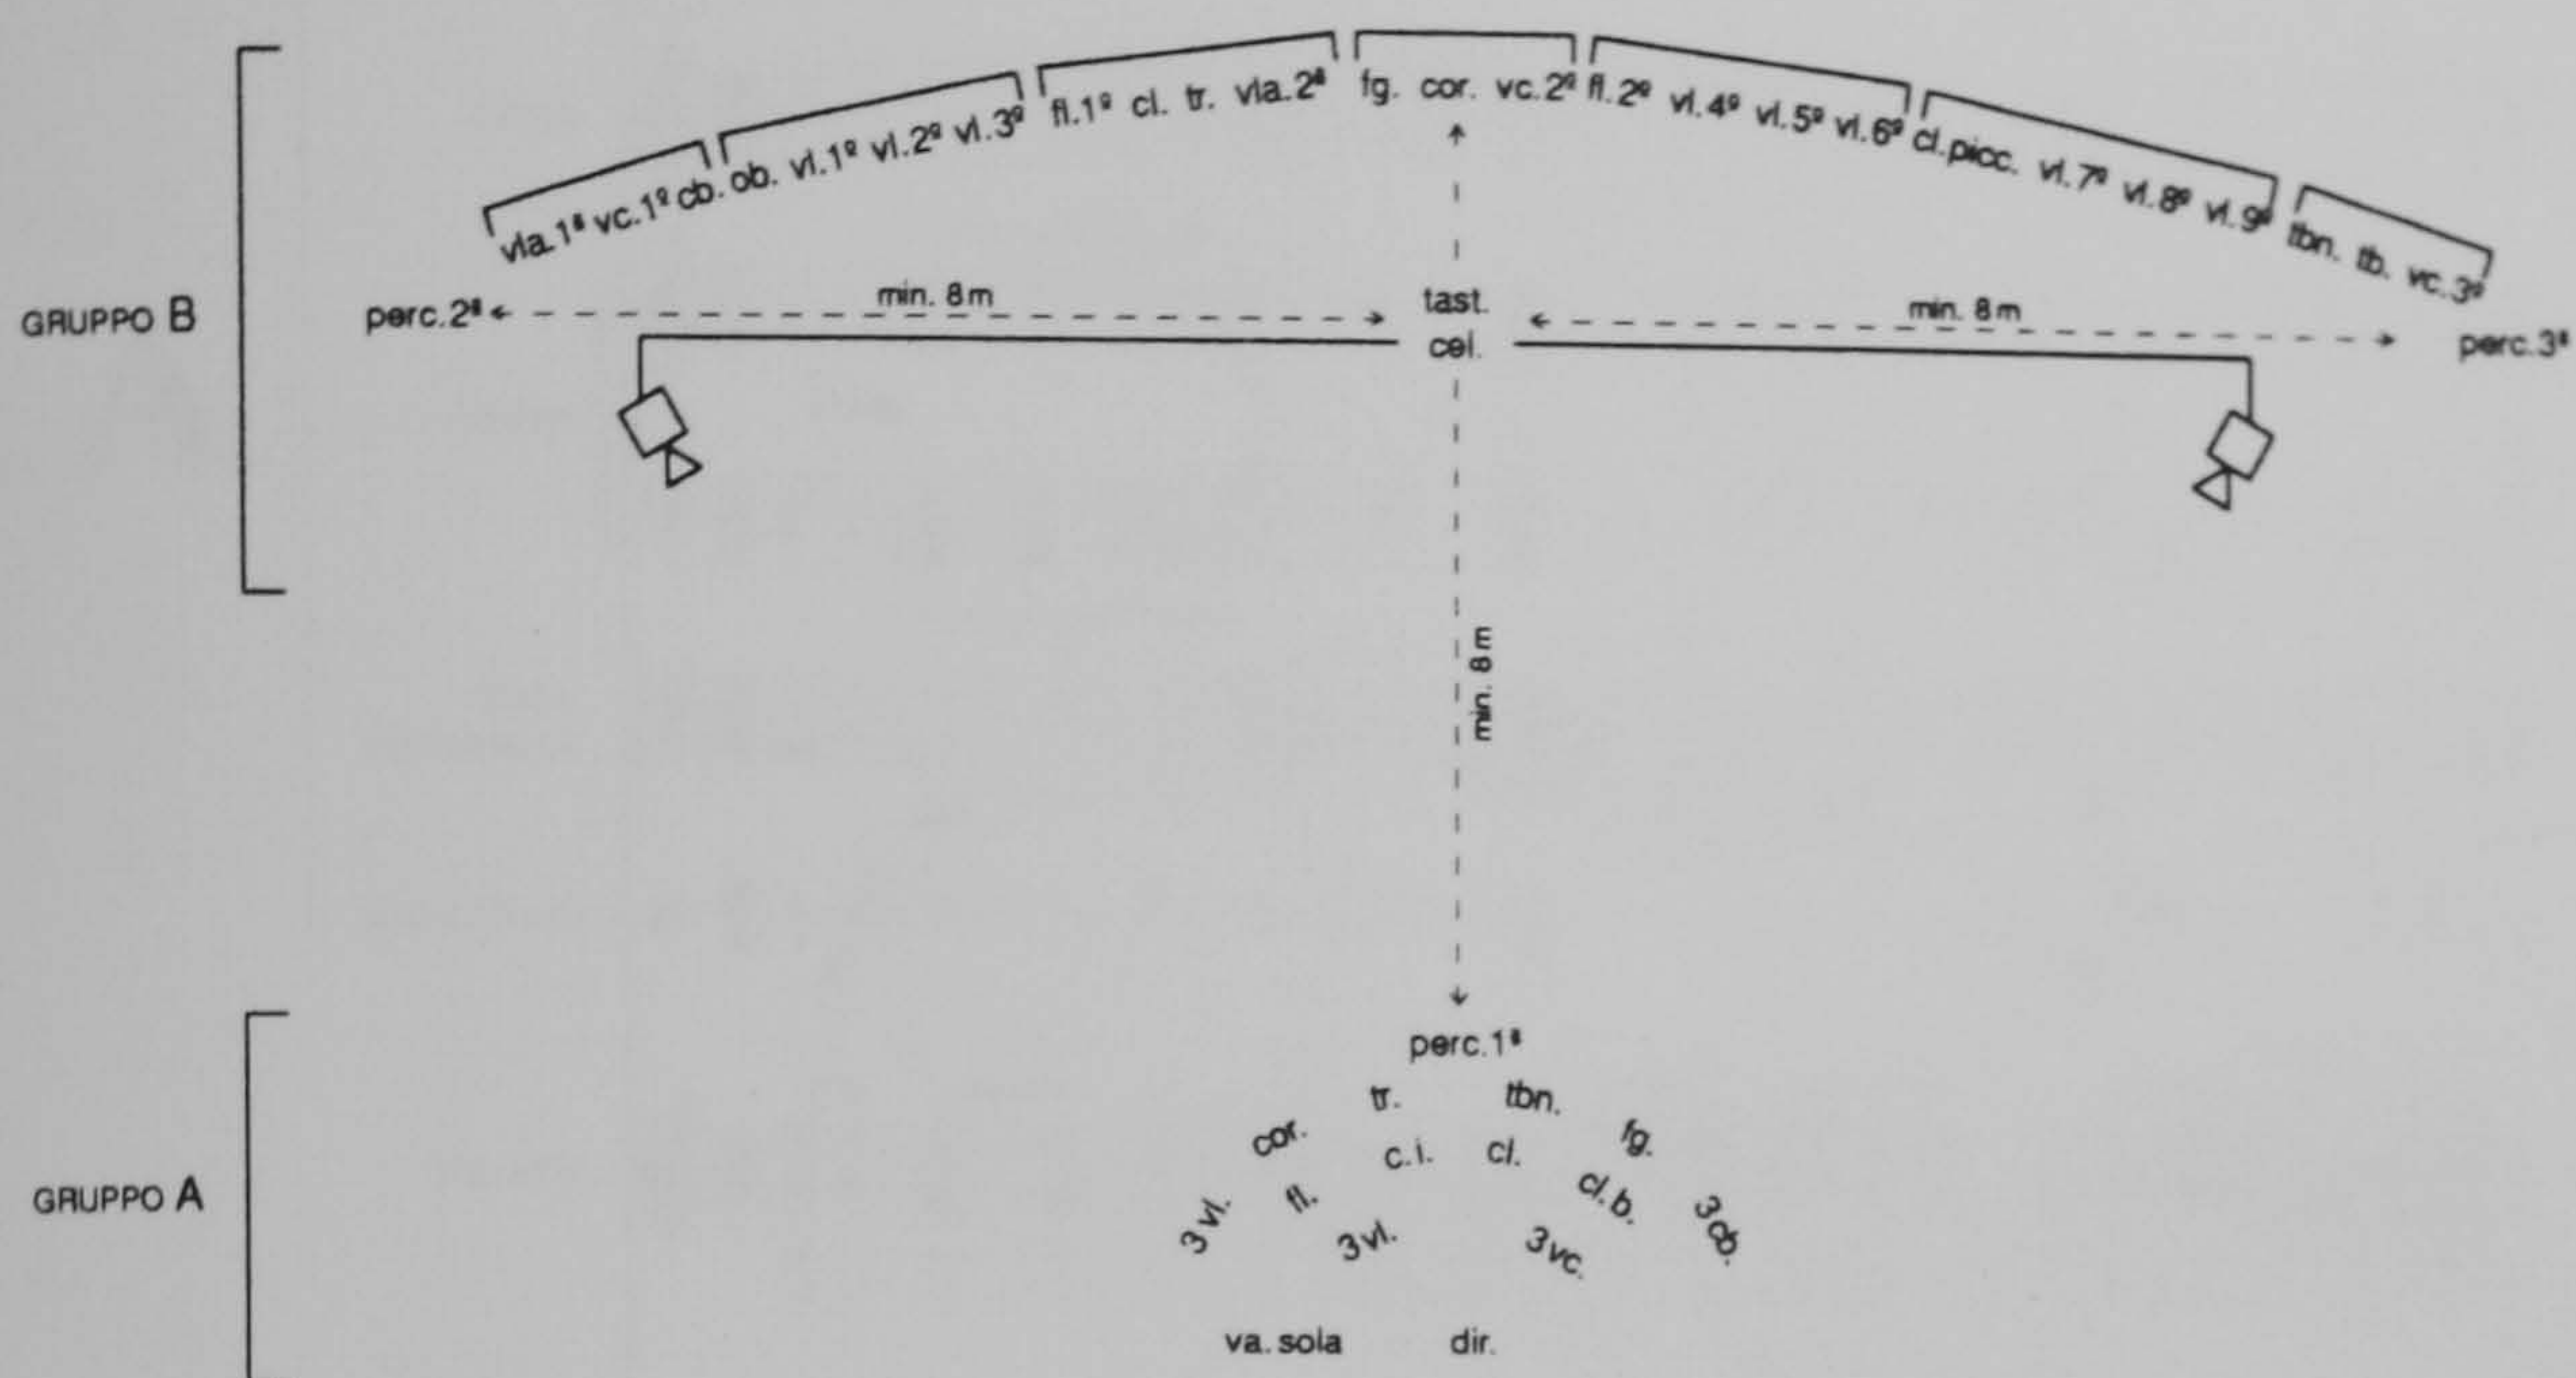 vla.1ª vc.1º cb. ob. vl.1º vl.2º vl.3º fl.1º cl. tr. vla.2ª fg. cor. vc.2º fl.2º vl.4º vl.5º vl.6º cl.picc. vl.7º vl.8º vl.9º tbn. tb. vc.3º
GRUPPO B
perc.2ª min. 8m tast. min. 8m perc.3ª
cel.
min. 8m
perc.1ª
tr. tbn.
cor. c.i. cl. fg.
GRUPPO A
3 vl. fl. 3 vl. 3 vc. cl.b. 3 cb.
va. sola dir.